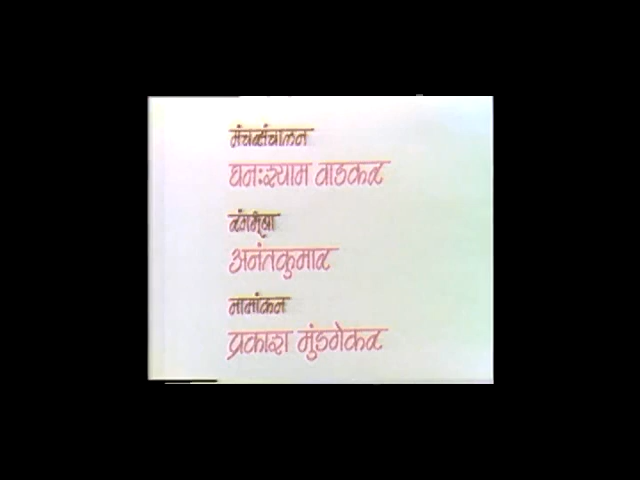 मंचसंचालन
घनःश्याम वाडकर
रंगभूषा
अनंतकुमार
नामांकन
प्रकाश मुंडगेकर